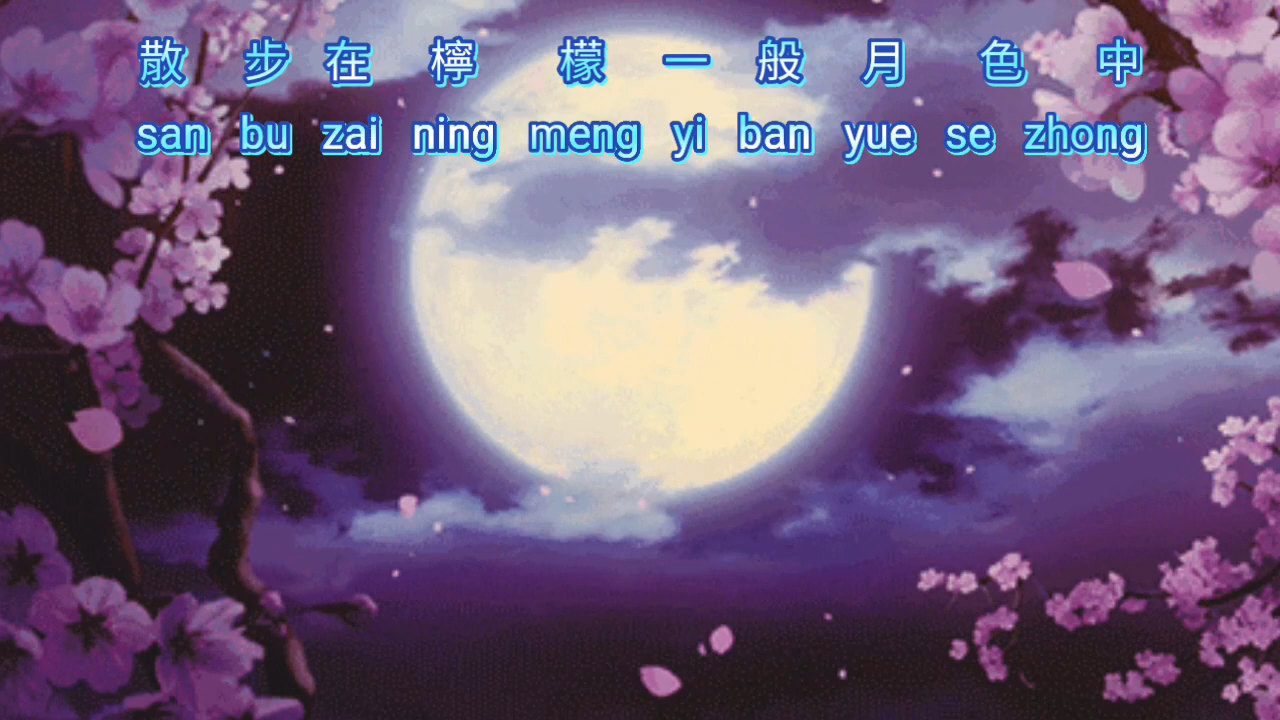 散 步 在 檸 檬 一 般 月 色 中
san bu zai ning meng yi ban yue se zhong